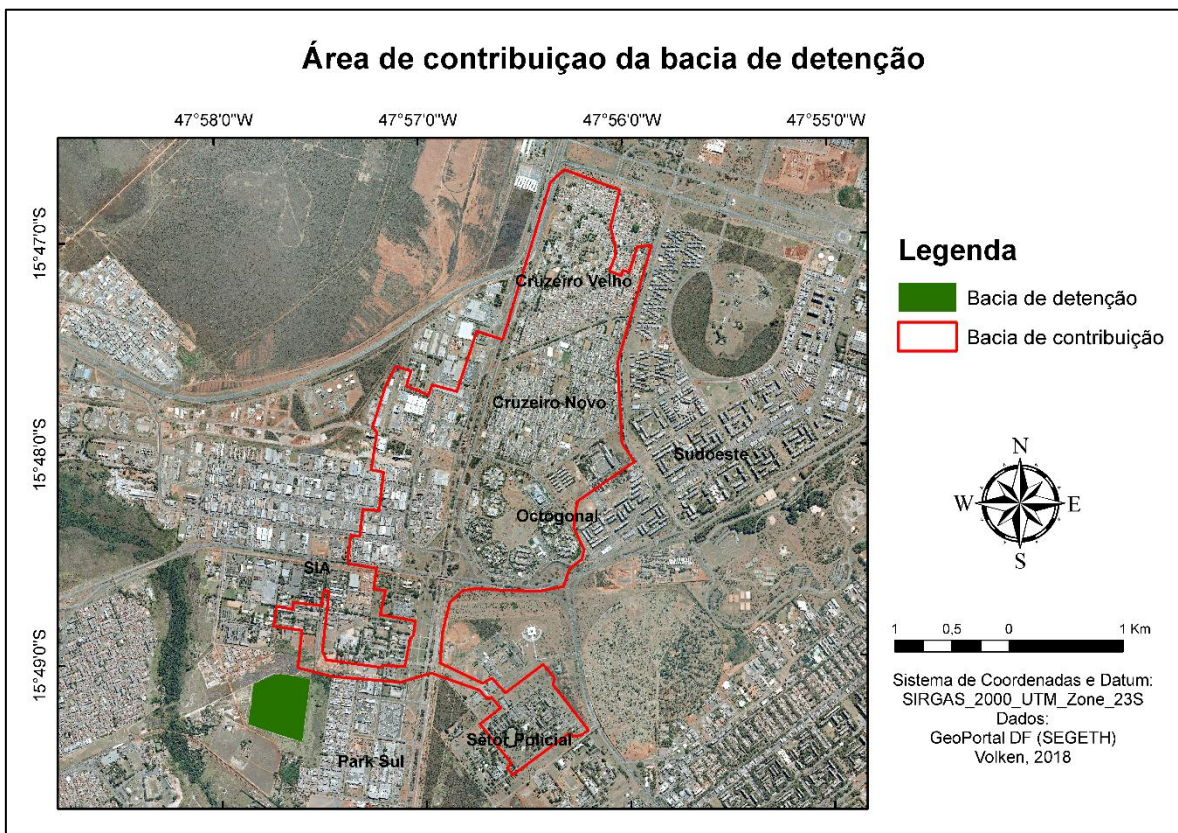 Área de contribuiçao da bacia de detenção
47°58'0"W
47°57'0"W
47°56'0"W
47°55'0"W
15°47'0"S
15°48'0"S
15°49'0"S
Cruzeiro Velho
Cruzeiro Novo
Sudoeste
Octogonal
SIA
Setor Policial
Park Sul
Legenda
Bacia de detenção
Bacia de contribuição
N
W
E
S
1
0,5
0
1 Km
Sistema de Coordenadas e Datum:
SIRGAS_2000_UTM_Zone_23S
Dados:
GeoPortal DF (SEGETH)
Volken, 2018